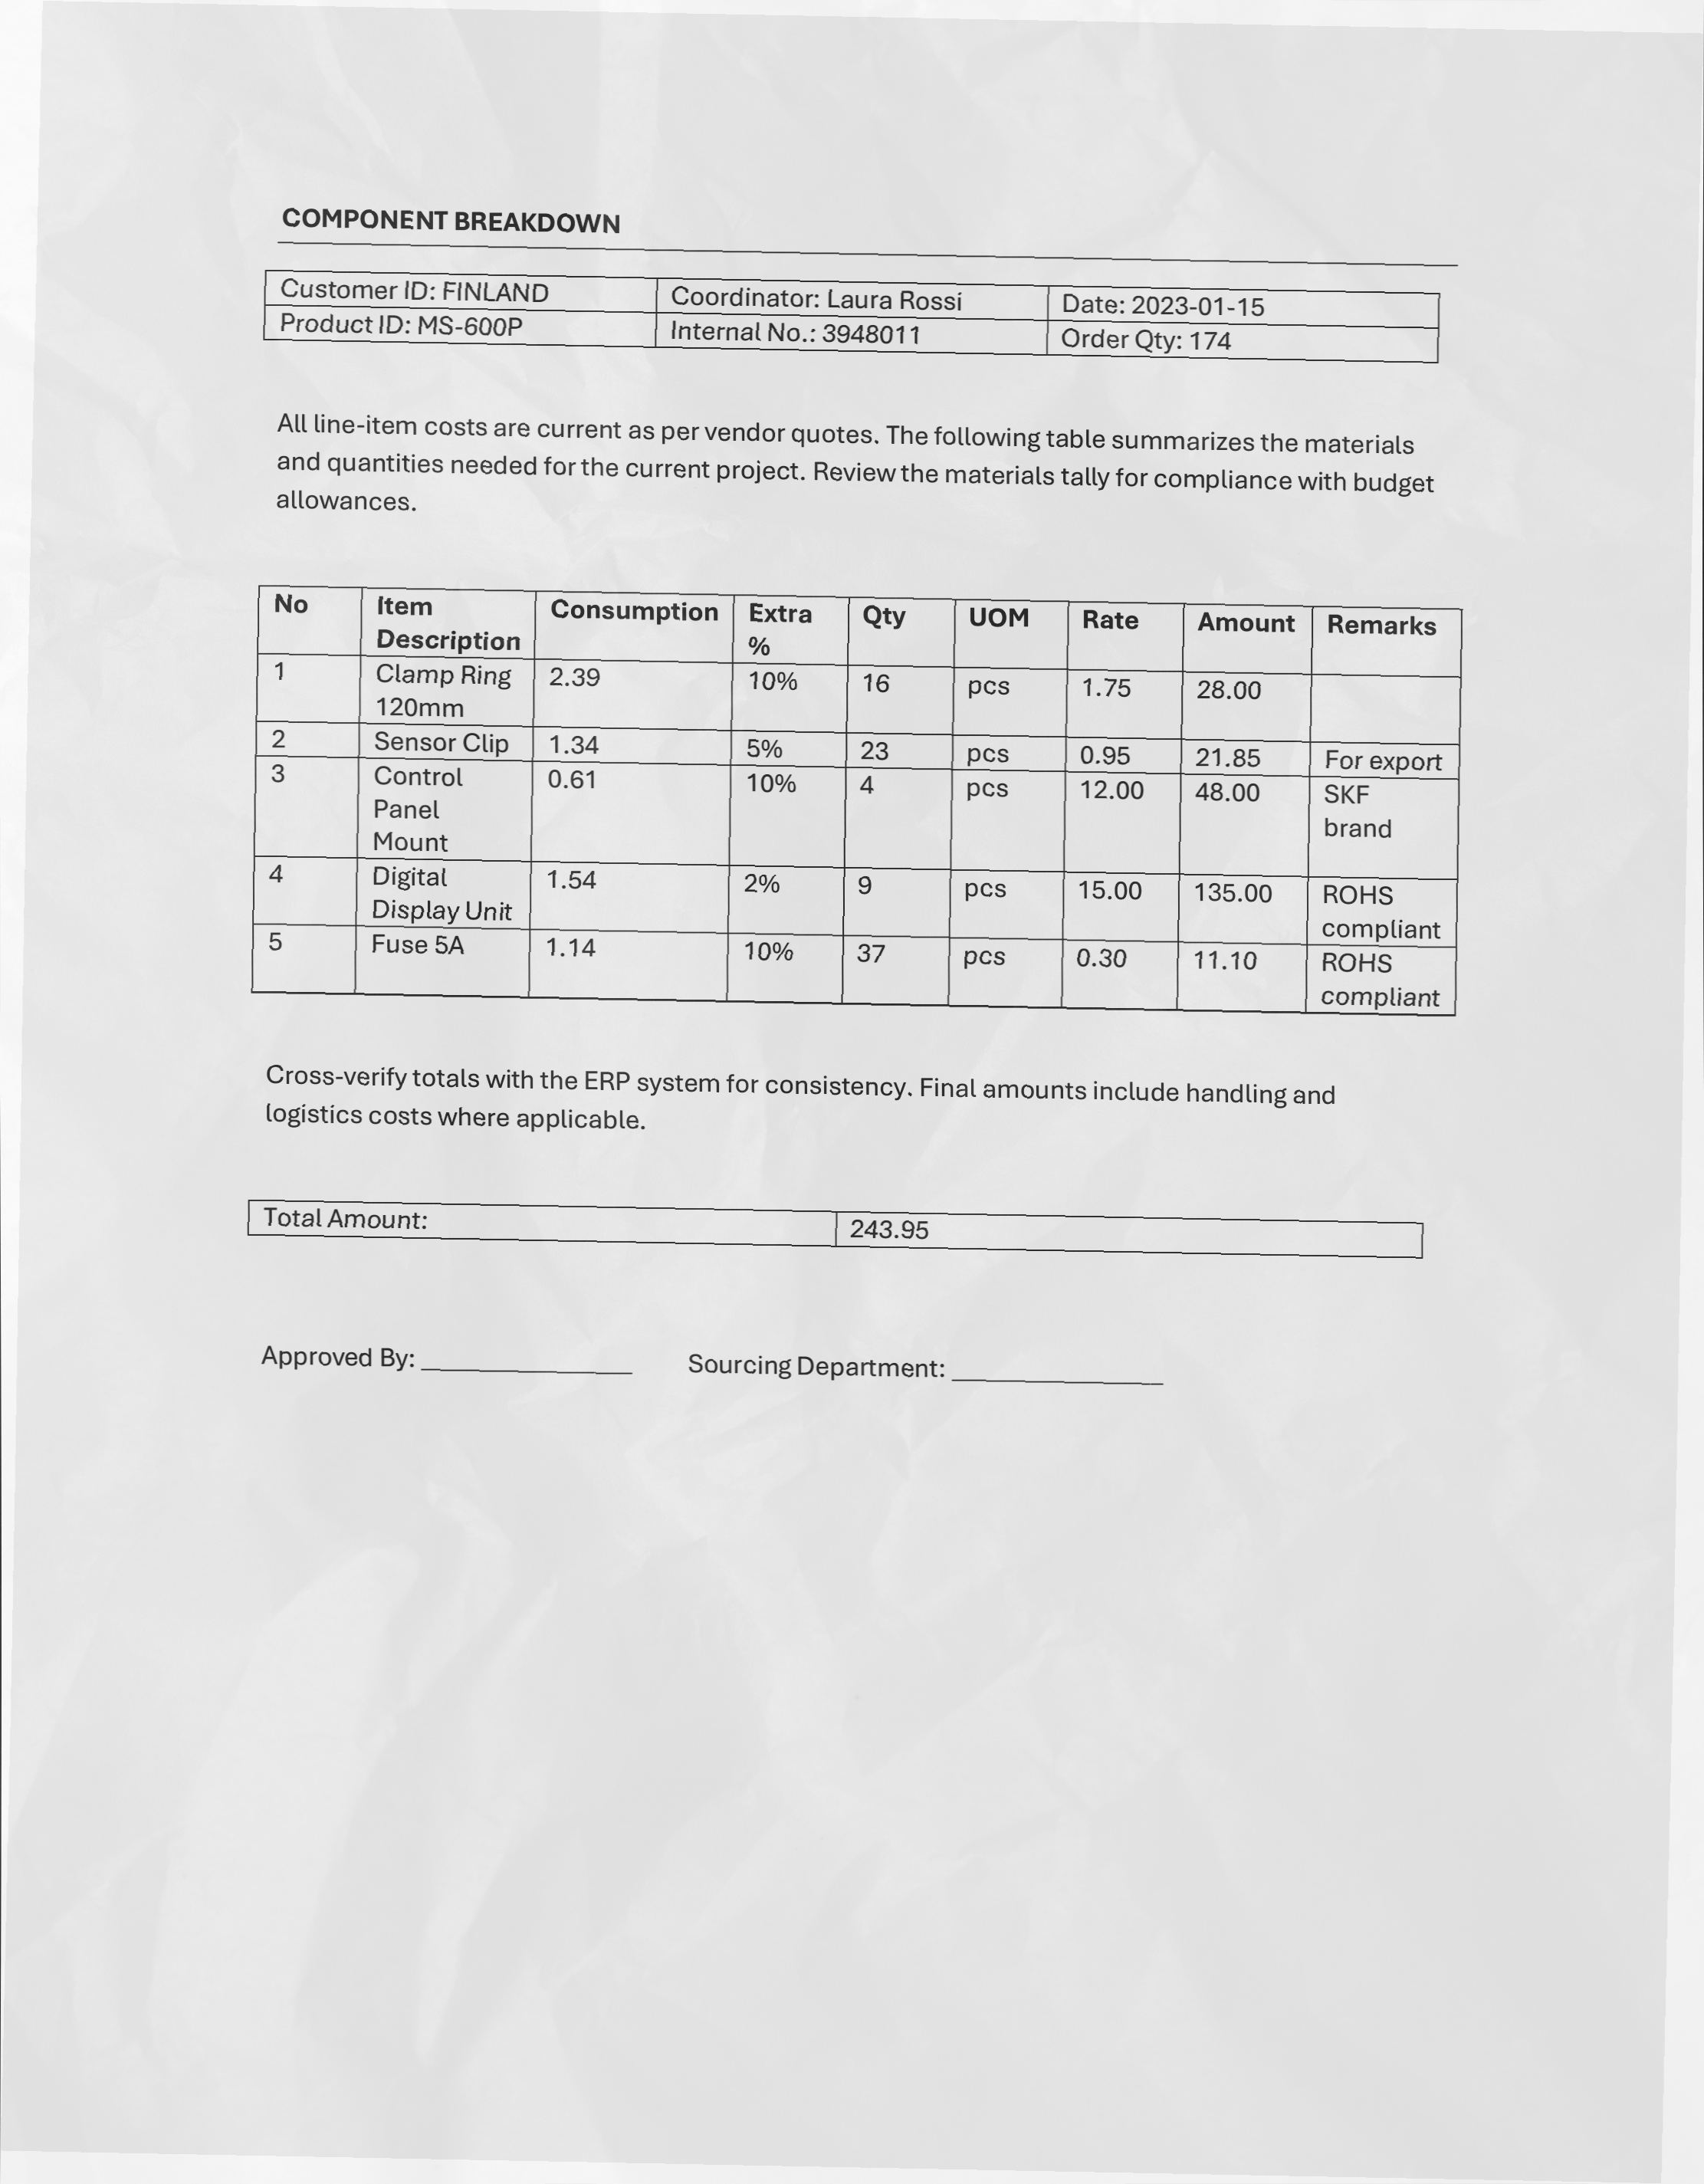 COMPONENT BREAKDOWN
Customer ID: FINLAND Coordinator: Laura Rossi Date: 2023-01-15
Product ID: MS-600P Internal No.: 3948011 Order Qty: 174
All line-item costs are current as per vendor quotes. The following table summarizes the materials
and quantities needed for the current project. Review the materials tally for compliance with budget
allowances.
No Item Consumption Extra Qty UOM Rate Amount Remarks
Description %
1 Clamp Ring 2.39 10% 16 pcs 1.75 28.00
120mm
2 Sensor Clip 1.34 5% 23 pcs 0.95 21.85 For export
3 Control 0.61 10% 4 pcs 12.00 48.00 SKF
Panel brand
Mount
4 Digital 1.54 2% 9 pcs 15.00 135.00 ROHS
Display Unit compliant
5 Fuse 5A 1.14 10% 37 pcs 0.30 11.10 ROHS
compliant
Cross-verify totals with the ERP system for consistency. Final amounts include handling and
logistics costs where applicable.
Total Amount: 243.95
Approved By: _______________ Sourcing Department: _______________